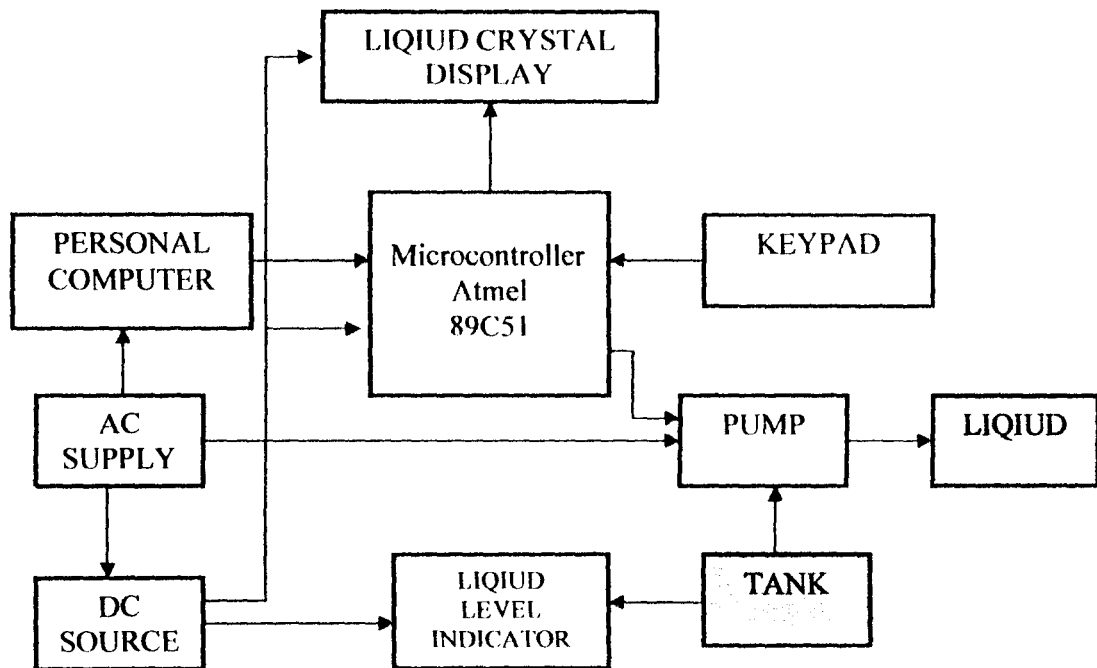 LIQIUD CRYSTAL
DISPLAY
PERSONAL
COMPUTER
Microcontroller
Atmel
89C51
KEYPAD
AC
SUPPLY
PUMP
LIQIUD
DC
SOURCE
LIQIUD
LEVEL
INDICATOR
TANK